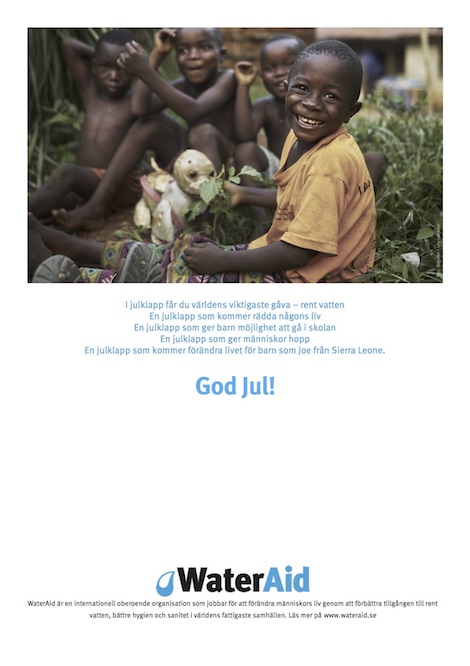 I julklapp får du världens viktigaste gåva – rent vatten
En julklapp som kommer rädda någons liv
En julklapp som ger barn möjlighet att gå i skolan
En julklapp som ger människor hopp
En julklapp som kommer förändra livet för barn som Joe från Sierra Leone.
God Jul!
WaterAid
WaterAid är en internationell oberoende organisation som jobbar för att förändra människors liv genom att förbättra tillgången till rent
vatten, bättre hygien och sanitet i världens fattigaste samhällen. Läs mer på www.wateraid.se